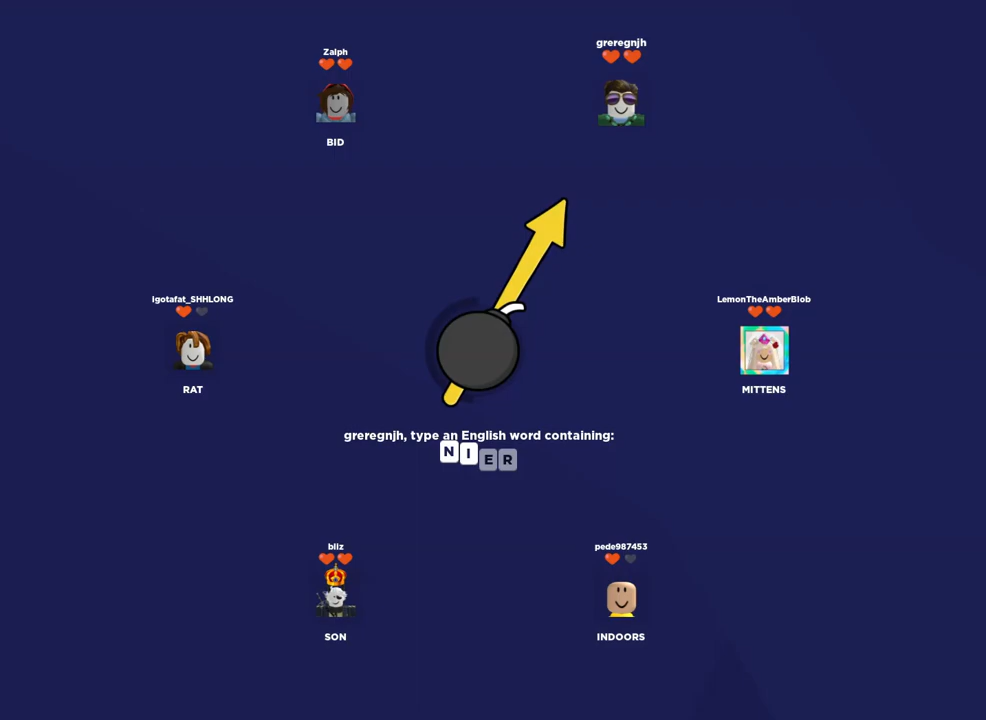 Zalph
greregnjh
BID
igotafat_SHHLONG
LemonTheAmberBlob
RAT
MITTENS
greregnjh, type an English word containing:
NIER
bliz
pede987453
SON
INDOORS